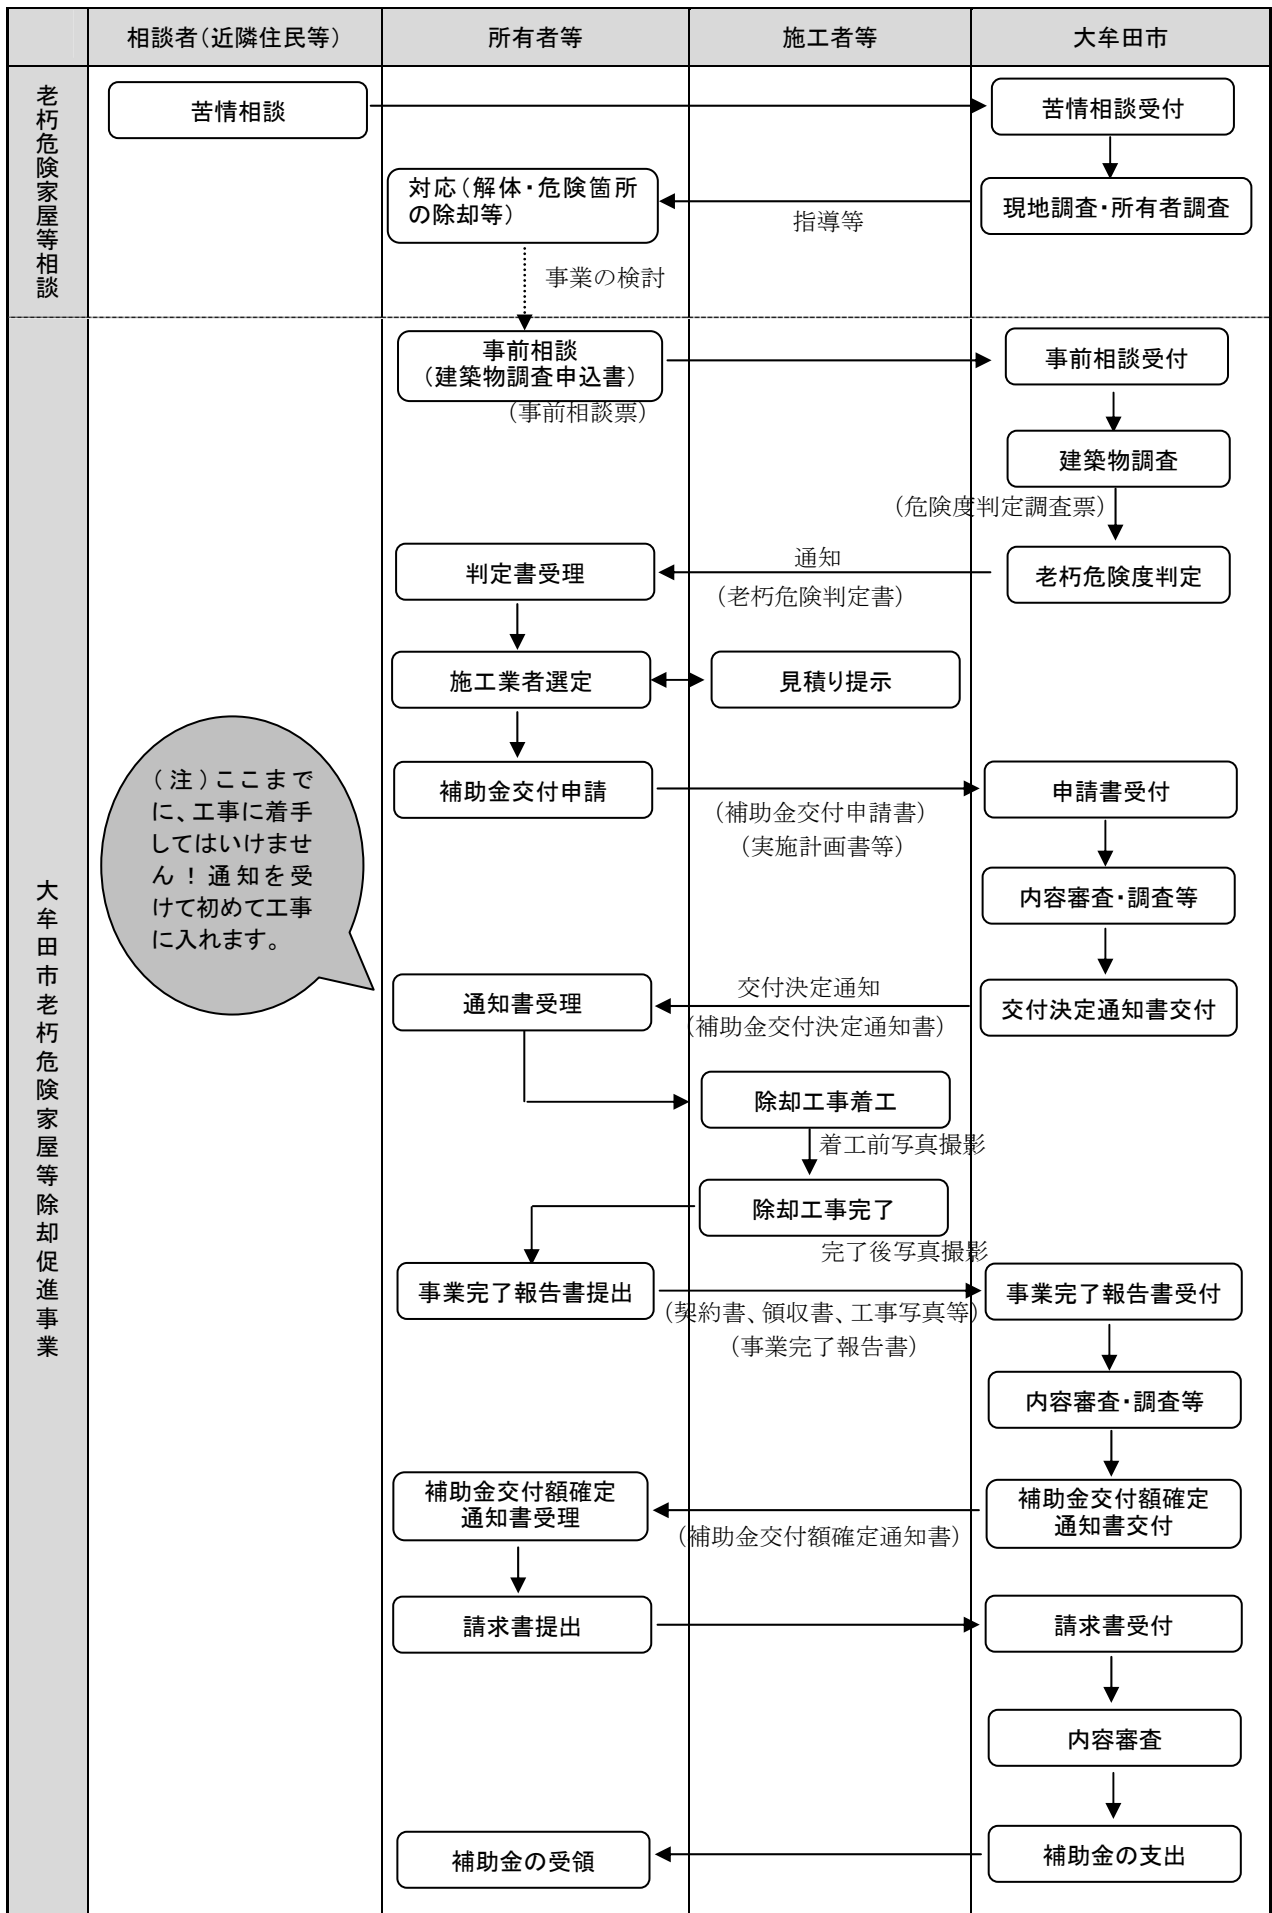 相談者（近隣住民等）
所有者等
施工者等
大牟田市
老朽危険家屋等相談
苦情相談
苦情相談受付
対応（解体・危険箇所
の除却等）
指導等
現地調査・所有者調査
事業の検討
大牟田市老朽危険家屋等除却促進事業
事前相談
（建築物調査申込書）
（事前相談票）
事前相談受付
建築物調査
（危険度判定調査票）
判定書受理
通知
（老朽危険判定書）
老朽危険度判定
施工業者選定
見積り提示
（注）ここまで
に、工事に着手
してはいけませ
ん！通知を受
けて初めて工事
に入れます。
補助金交付申請
（補助金交付申請書）
（実施計画書等）
申請書受付
内容審査・調査等
通知書受理
交付決定通知
（補助金交付決定通知書）
交付決定通知書交付
除却工事着工
着工前写真撮影
除却工事完了
完了後写真撮影
事業完了報告書提出
（契約書、領収書、工事写真等）
（事業完了報告書）
事業完了報告書受付
内容審査・調査等
補助金交付額確定
通知書受理
（補助金交付額確定通知書）
補助金交付額確定
通知書交付
請求書提出
請求書受付
内容審査
補助金の受領
補助金の支出